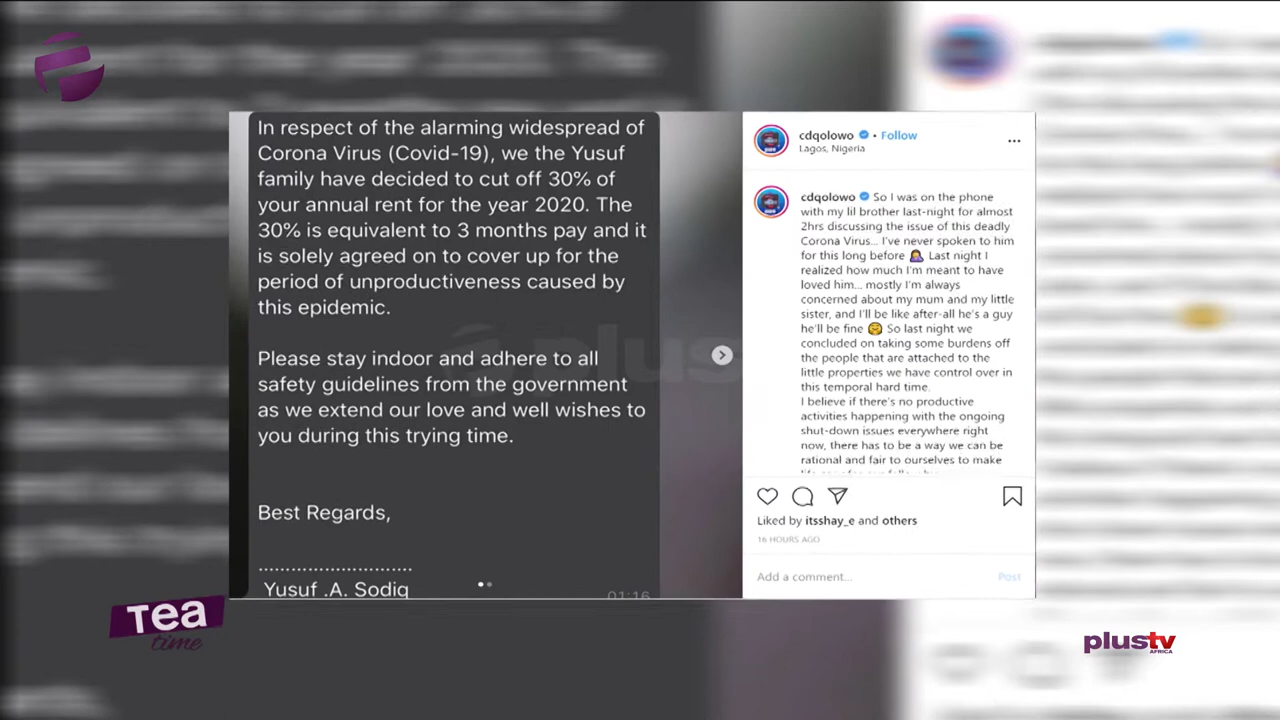 In respect of the alarming widespread of
Corona Virus (Covid-19), we the Yusuf
family have decided to cut off 30% of
your annual rent for the year 2020. The
30% is equivalent to 3 months pay and it
is solely agreed on to cover up for the
period of unproductiveness caused by
this epidemic.
Please stay indoor and adhere to all
safety guidelines from the government
as we extend our love and well wishes to
you during this trying time.
Best Regards,
...........................
Yusuf .A. Sodiq
01:16
cdqolowo • Follow
Lagos, Nigeria
cdqolowo So I was on the phone
with my lil brother last-night for almost
2hrs discussing the issue of this deadly
Corona Virus... I've never spoken to him
for this long before 🤦‍♀️ Last night I
realized how much I'm meant to have
loved him... mostly I'm always
concerned about my mum and my little
sister, and I'll be like after-all he's a guy
he'll be fine 🤗 So last night we
concluded on taking some burdens off
the people that are attached to the
little properties we have control over in
this temporal hard time.
I believe if there's no productive
activities happening with the ongoing
shut-down issues everywhere right
now, there has to be a way we can be
rational and fair to ourselves to make
Liked by itsshay_e and others
16 HOURS AGO
Add a comment...
Post
plus
Tea
time
plustv
AFRICA